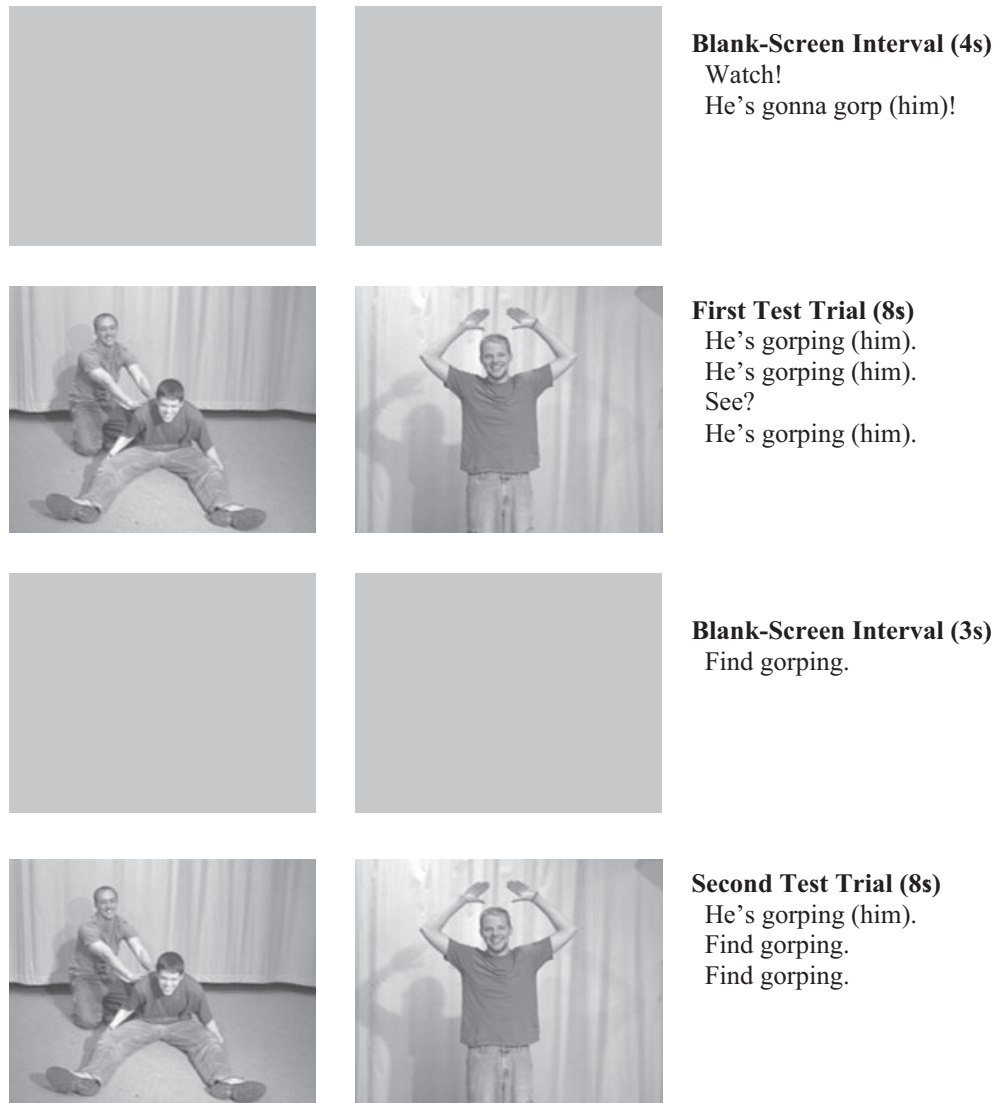 Blank-Screen Interval (4s)
Watch!
He's gonna gorp (him)!
First Test Trial (8s)
He's gorping (him).
He's gorping (him).
See?
He's gorping (him).
Blank-Screen Interval (3s)
Find gorping.
Second Test Trial (8s)
He's gorping (him).
Find gorping.
Find gorping.